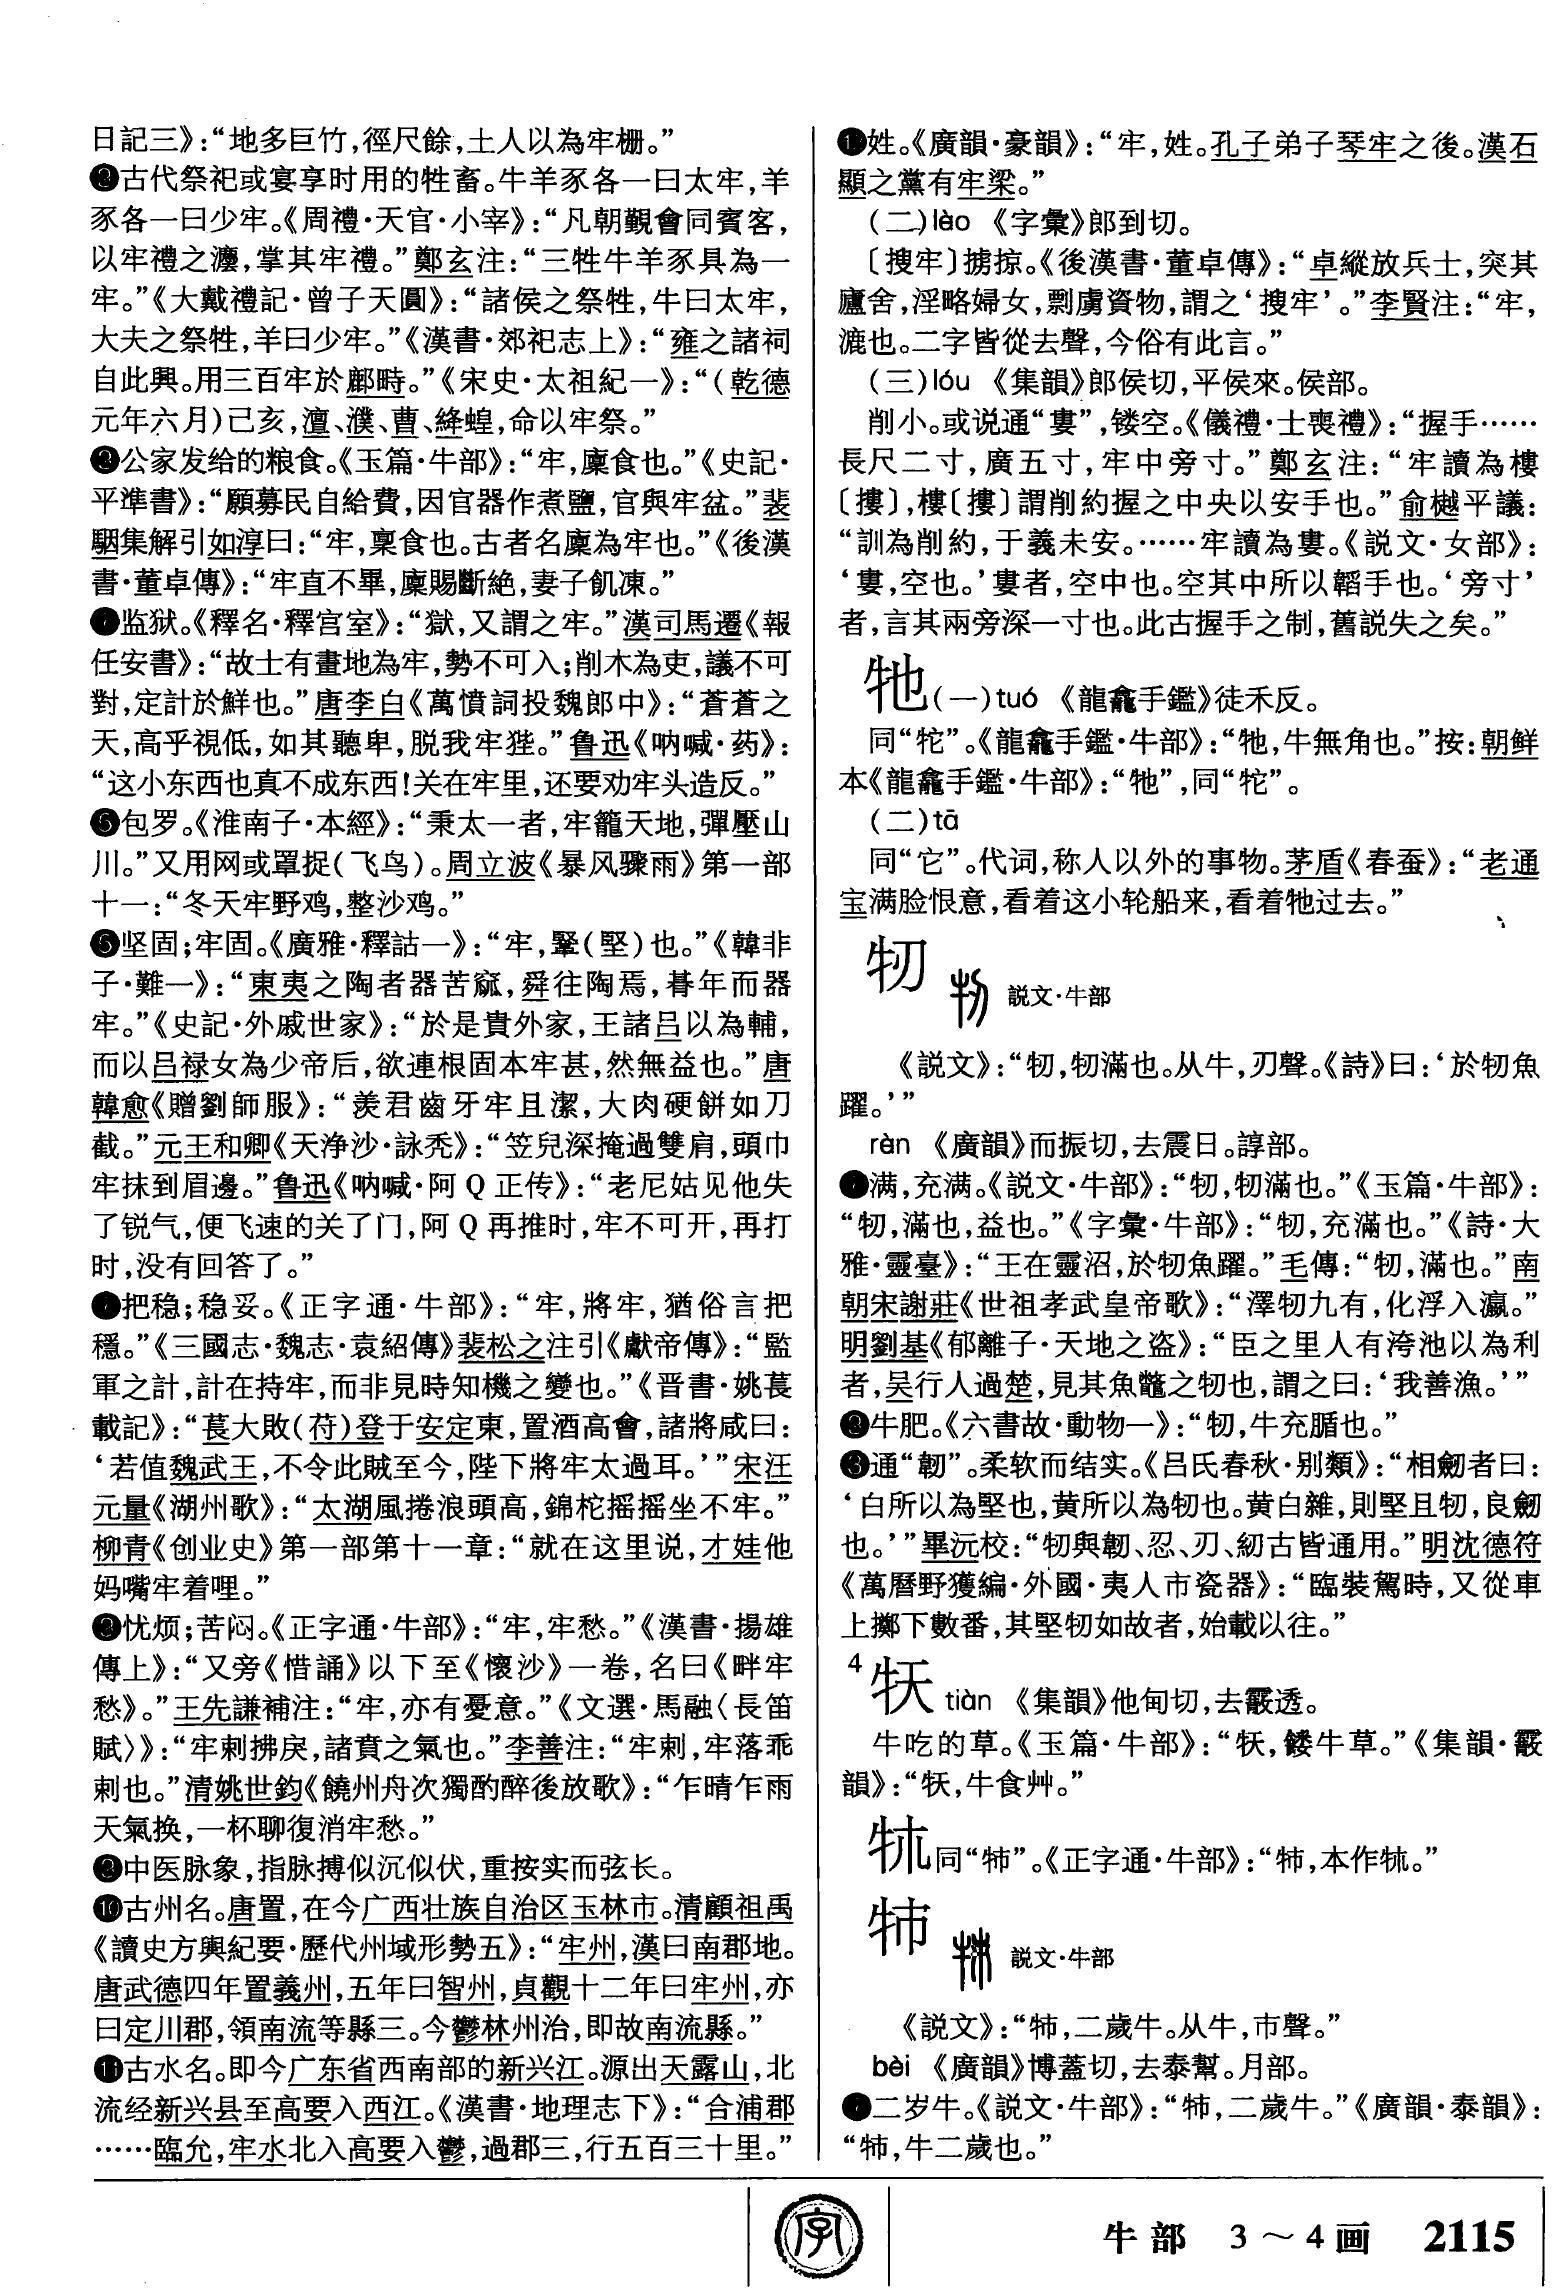 日記三》：“地多巨竹，徑尺餘，土人以為牢栅。”
❷古代祭祀或宴享时用的牲畜。牛羊豕各一曰太牢，羊
豕各一曰少牢。《周禮·天官·小宰》：“凡朝覲會同賓客，
以牢禮之灋，掌其牢禮。”鄭玄注：“三牲牛羊豕具為一
牢。”《大戴禮記·曾子天圓》：“諸侯之祭牲，牛曰太牢，
大夫之祭牲，羊曰少牢。”《漢書·郊祀志上》：“雍之諸祠
自此興。用三百牢於鄜畤。”《宋史·太祖紀一》：“（乾德
元年六月）己亥，澶、濮、曹、絳蝗，命以牢祭。”
❸公家发给的粮食。《玉篇·牛部》：“牢，廩食也。”《史記·
平準書》：“願募民自給費，因官器作煮鹽，官與牢盆。”裴
駰集解引如淳曰：“牢，稟食也。古者名廩為牢也。”《後漢
書·董卓傳》：“牢直不畢，廩賜斷絶，妻子飢凍。”
監獄。《釋名·釋宫室》：“獄，又謂之牢。”漢司馬遷《報
任安書》：“故士有畫地為牢，勢不可入；削木為吏，議不可
對，定計於鮮也。”唐李白《萬憤詞投魏郎中》：“蒼蒼之
天，高乎視低，如其聽卑，脱我牢狴。”鲁迅《呐喊·药》：
“这小东西也真不成东西！关在牢里，还要劝牢头造反。”
❺包罗。《淮南子·本經》：“秉太一者，牢籠天地，彈壓山
川。”又用网或罩捉（飞鸟）。周立波《暴风骤雨》第一部
十一：“冬天牢野鸡，整沙鸡。”
坚固；牢固。《廣雅·釋詁一》：“牢，鞏（堅）也。”《韓非
子·難一》：“東夷之陶者器苦窳，舜往陶焉，朞年而器
牢。”《史記·外戚世家》：“於是貴外家，王諸吕以為輔，
而以吕禄女為少帝后，欲連根固本牢甚，然無益也。”唐
韓愈《贈劉師服》：“羡君齒牙牢且潔，大肉硬餅如刀
截。”元王和卿《天净沙·詠秃》：“笠兒深掩過雙肩，頭巾
牢抹到眉邊。”鲁迅《呐喊·阿Q正传》：“老尼姑见他失
了锐气，便飞速的关了门，阿Q再推时，牢不可开，再打
时，没有回答了。”
把稳；稳妥。《正字通·牛部》：“牢，將牢，猶俗言把
穩。”《三國志·魏志·袁紹傳》裴松之注引《獻帝傳》：“監
軍之計，計在持牢，而非見時知機之變也。”《晋書·姚萇
載記》：“萇大敗（苻）登于安定東，置酒高會，諸將咸曰：
‘若值魏武王，不令此賊至今，陛下將牢太過耳。’”宋汪
元量《湖州歌》：“太湖風捲浪頭高，錦柁摇摇坐不牢。”
柳青《创业史》第一部第十一章：“就在这里说，才娃他
妈嘴牢着哩。”
忧烦；苦闷。《正字通·牛部》：“牢，牢愁。”《漢書·揚雄
傳上》：“又旁《惜誦》以下至《懷沙》一卷，名曰《畔牢
愁》。”王先謙補注：“牢，亦有憂意。”《文選·馬融〈長笛
賦〉》：“牢剌拂戾，諸賁之氣也。”李善注：“牢剌，牢落乖
剌也。”清姚世鈞《饒州舟次獨酌醉後放歌》：“乍晴乍雨
天氣换，一杯聊復消牢愁。”
中医脉象，指脉搏似沉似伏，重按实而弦长。
❿古州名。唐置，在今广西壮族自治区玉林市。清顧祖禹
《讀史方輿紀要·歷代州域形勢五》：“牢州，漢曰南郡地。
唐武德四年置義州，五年曰智州，貞觀十二年曰牢州，亦
曰定川郡，領南流等縣三。今鬱林州治，即故南流縣。”
⓫古水名。即今广东省西南部的新兴江。源出天露山，北
流经新兴县至高要入西江。《漢書·地理志下》：“合浦郡
……臨允，牢水北入高要入鬱，過郡三，行五百三十里。”
姓。《廣韻·豪韻》：“牢，姓。孔子弟子琴牢之後。漢石
顯之黨有牢梁。”
（二）lào 《字彙》郎到切。
〔搜牢〕掳掠。《後漢書·董卓傳》：“卓縱放兵士，突其
廬舍，淫略婦女，剽虜資物，謂之‘搜牢’。”李賢注：“牢，
漉也。二字皆從去聲，今俗有此言。”
（三）lóu 《集韻》郎侯切，平侯來。侯部。
削小。或说通“婁”，镂空。《儀禮·士喪禮》：“握手……
長尺二寸，廣五寸，牢中旁寸。”鄭玄注：“牢讀為樓
〔摟〕，樓〔摟〕謂削約握之中央以安手也。”俞樾平議：
“訓為削約，于義未安。……牢讀為婁。《説文·女部》：
‘婁，空也。’婁者，空中也。空其中所以韜手也。‘旁寸’
者，言其兩旁深一寸也。此古握手之制，舊説失之矣。”
牠（一）tuó 《龍龕手鑑》徒禾反。
同“牦”。《龍龕手鑑·牛部》：“牠，牛無角也。”按：朝鲜
本《龍龕手鑑·牛部》：“牠”，同“㸰”。
（二）tā
同“它”。代词，称人以外的事物。茅盾《春蚕》：“老通
宝满脸恨意，看着这小轮船来，看着牠过去。”
牣 説文·牛部
《説文》：“牣，牣滿也。从牛，刃聲。《詩》曰：‘於牣魚
躍。’”
rèn 《廣韻》而振切，去震日。諄部。
满，充满。《説文·牛部》：“牣，牣滿也。”《玉篇·牛部》：
“牣，滿也，益也。”《字彙·牛部》：“牣，充滿也。”《詩·大
雅·靈臺》：“王在靈沼，於牣魚躍。”毛傳：“牣，滿也。”南
朝宋謝莊《世祖孝武皇帝歌》：“澤牣九有，化浮入瀛。”
明劉基《郁離子·天地之盗》：“臣之里人有洿池以為利
者，吴行人過楚，見其魚鼈之牣也，謂之曰：‘我善漁。’”
❷牛肥。《六書故·動物一》：“牣，牛充腯也。”
❸通“韌”。柔软而结实。《吕氏春秋·别類》：“相劒者曰：
‘白所以為堅也，黄所以為牣也。黄白雜，則堅且牣，良劒
也。’”畢沅校：“牣與韌、忍、刃、紉古皆通用。”明沈德符
《萬曆野獲編·外國·夷人市瓷器》：“臨裝駕時，又從車
上擲下數番，其堅牣如故者，始載以往。”
4 㸃 tiàn 《集韻》他甸切，去霰透。
牛吃的草。《玉篇·牛部》：“，餧牛草。”《集韻·霰
韻》：“，牛食艸。”
同“㸬”。《正字通·牛部》：“㸬，本作。”
㸬 説文·牛部
《説文》：“㸬，二歲牛。从牛，巿聲。”
bèi 《廣韻》博蓋切，去泰幫。月部。
二岁牛。《説文·牛部》：“㸬，二歲牛。”《廣韻·泰韻》：
“㸬，牛二歲也。”
字
牛部 3～4画 2115